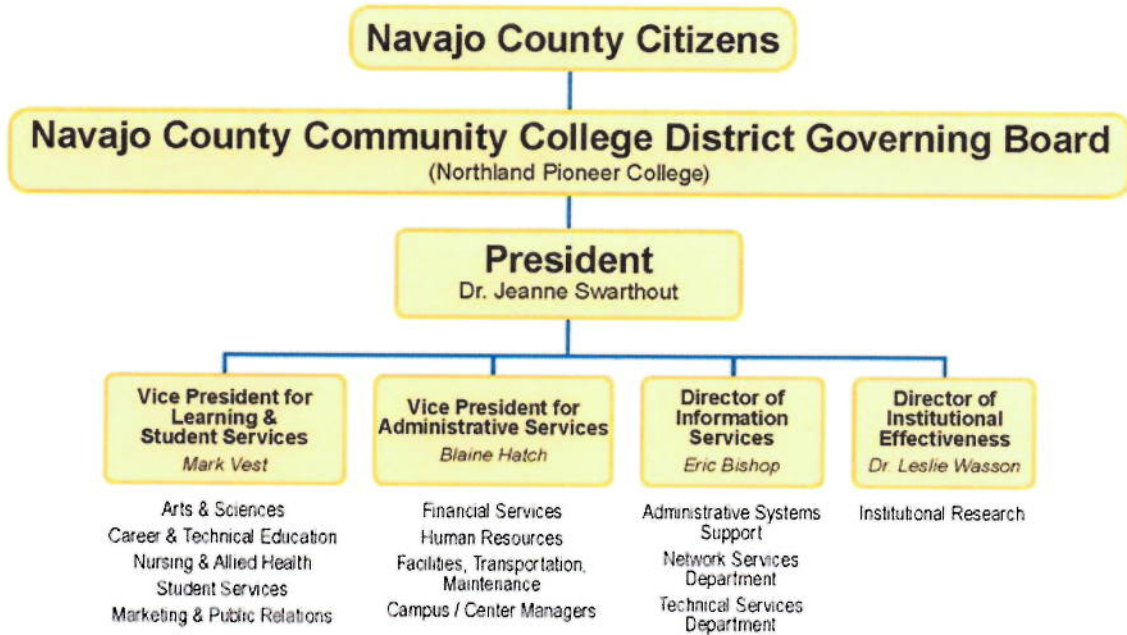 Navajo County Citizens
Navajo County Community College District Governing Board
(Northland Pioneer College)
President
Dr. Jeanne Swarthout
Vice President for
Learning &
Student Services
Mark Vest
Vice President for
Administrative Services
Blaine Hatch
Director of
Information
Services
Eric Bishop
Director of
Institutional
Effectiveness
Dr. Leslie Wasson
Arts & Sciences
Career & Technical Education
Nursing & Allied Health
Student Services
Marketing & Public Relations
Financial Services
Human Resources
Facilities, Transportation,
Maintenance
Campus / Center Managers
Administrative Systems
Support
Network Services
Department
Technical Services
Department
Institutional Research